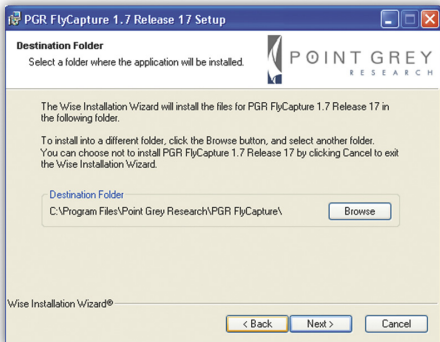 PGR FlyCapture 1.7 Release 17 Setup
Destination Folder
Select a folder where the application will be installed.
POINT GREY
RESEARCH
The Wise Installation Wizard will install the files for PGR FlyCapture 1.7 Release 17 in
the following folder.
To install into a different folder, click the Browse button, and select another folder.
You can choose not to install PGR FlyCapture 1.7 Release 17 by clicking Cancel to exit
the Wise Installation Wizard.
Destination Folder
C:\Program Files\Point Grey Research\PGR FlyCapture\
Browse
Wise Installation Wizard®
< Back
Next >
Cancel